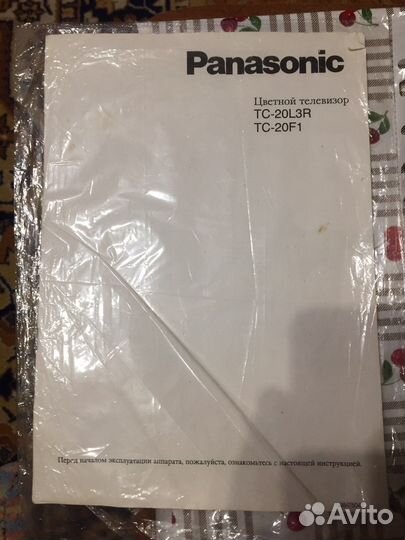 Panasonic
Цветной телевизор
TC-20L3R
TC-20F1
Перед началом эксплуатации аппарата, пожалуйста, ознакомьтесь с настоящей инструкцией.
Avito